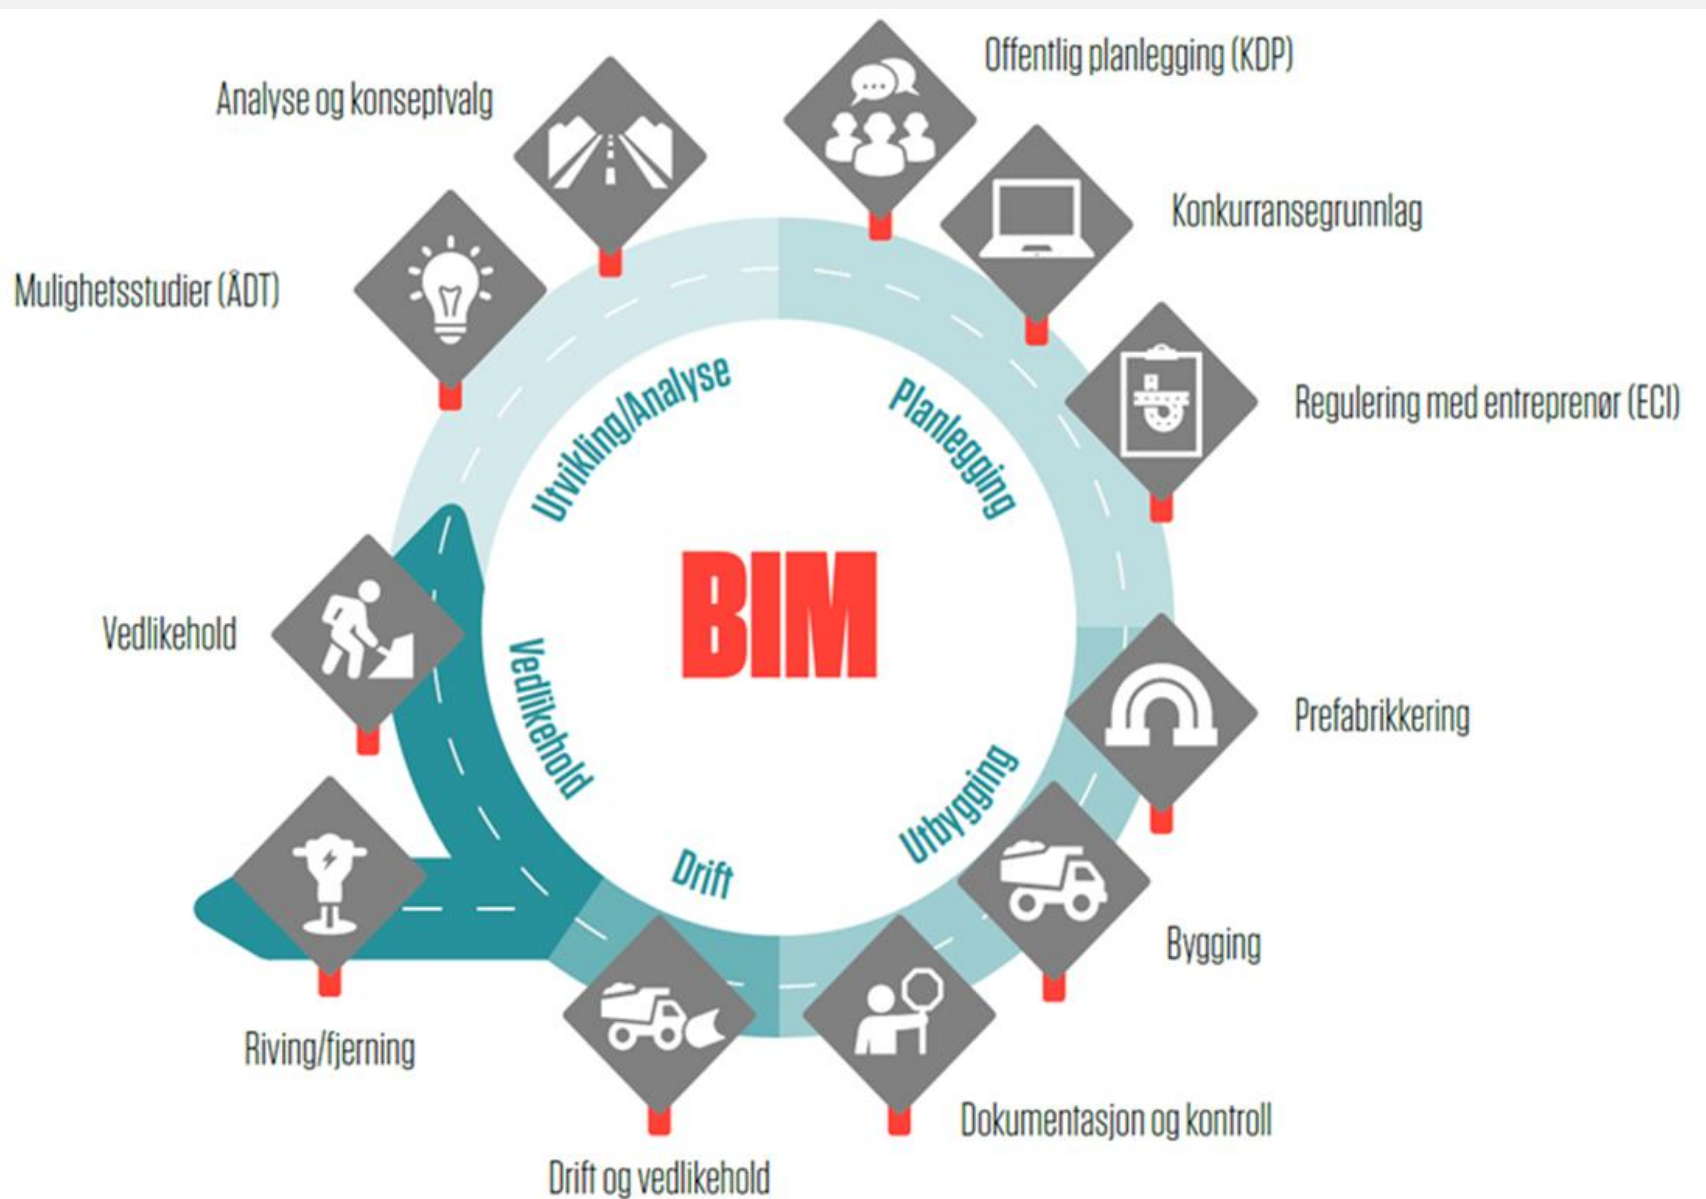 Offentlig planlegging (KDP)
Analyse og konseptvalg
Konkurransegrunnlag
Mulighetsstudier (ÅDT)
Regulering med entreprenør (ECI)
Utvikling/Analyse
Planlegging
BIM
Vedlikehold
Vedlikehold
Prefabrikkering
Utbygging
Drift
Bygging
Riving/fjerning
Dokumentasjon og kontroll
Drift og vedlikehold